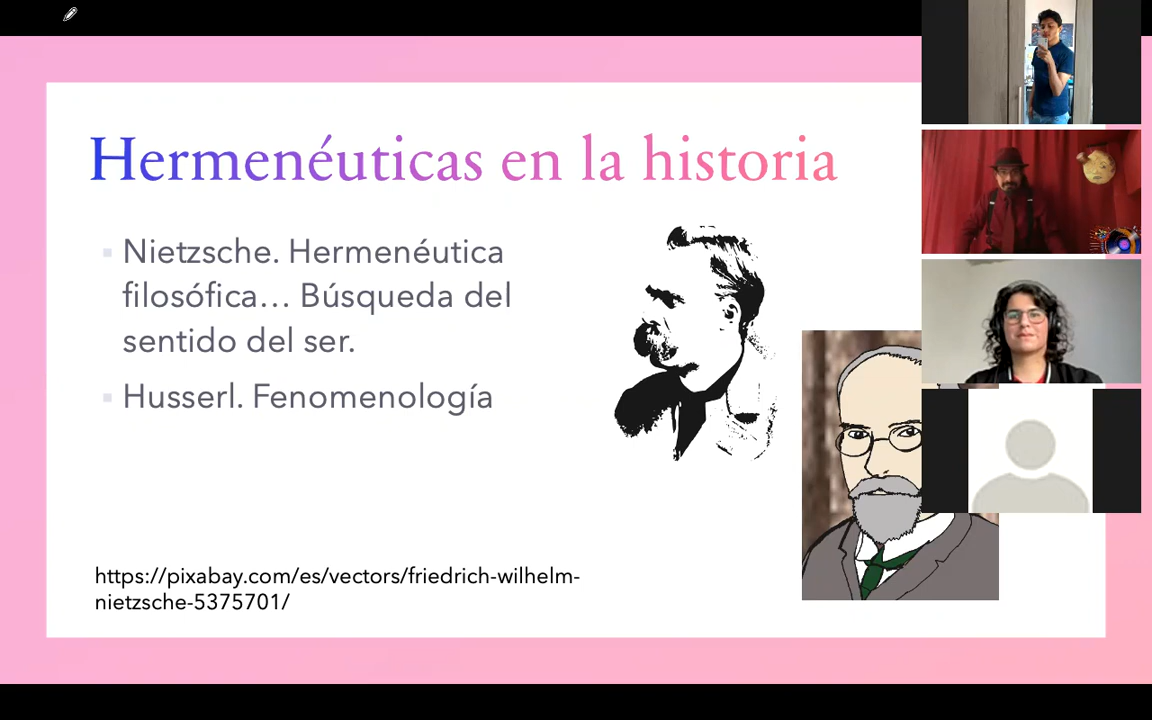 Hermenéuticas en la historia
Nietzsche. Hermenéutica
filosófica... Búsqueda del
sentido del ser.
Husserl. Fenomenología
https://pixabay.com/es/vectors/friedrich-wilhelm-
nietzsche-5375701/